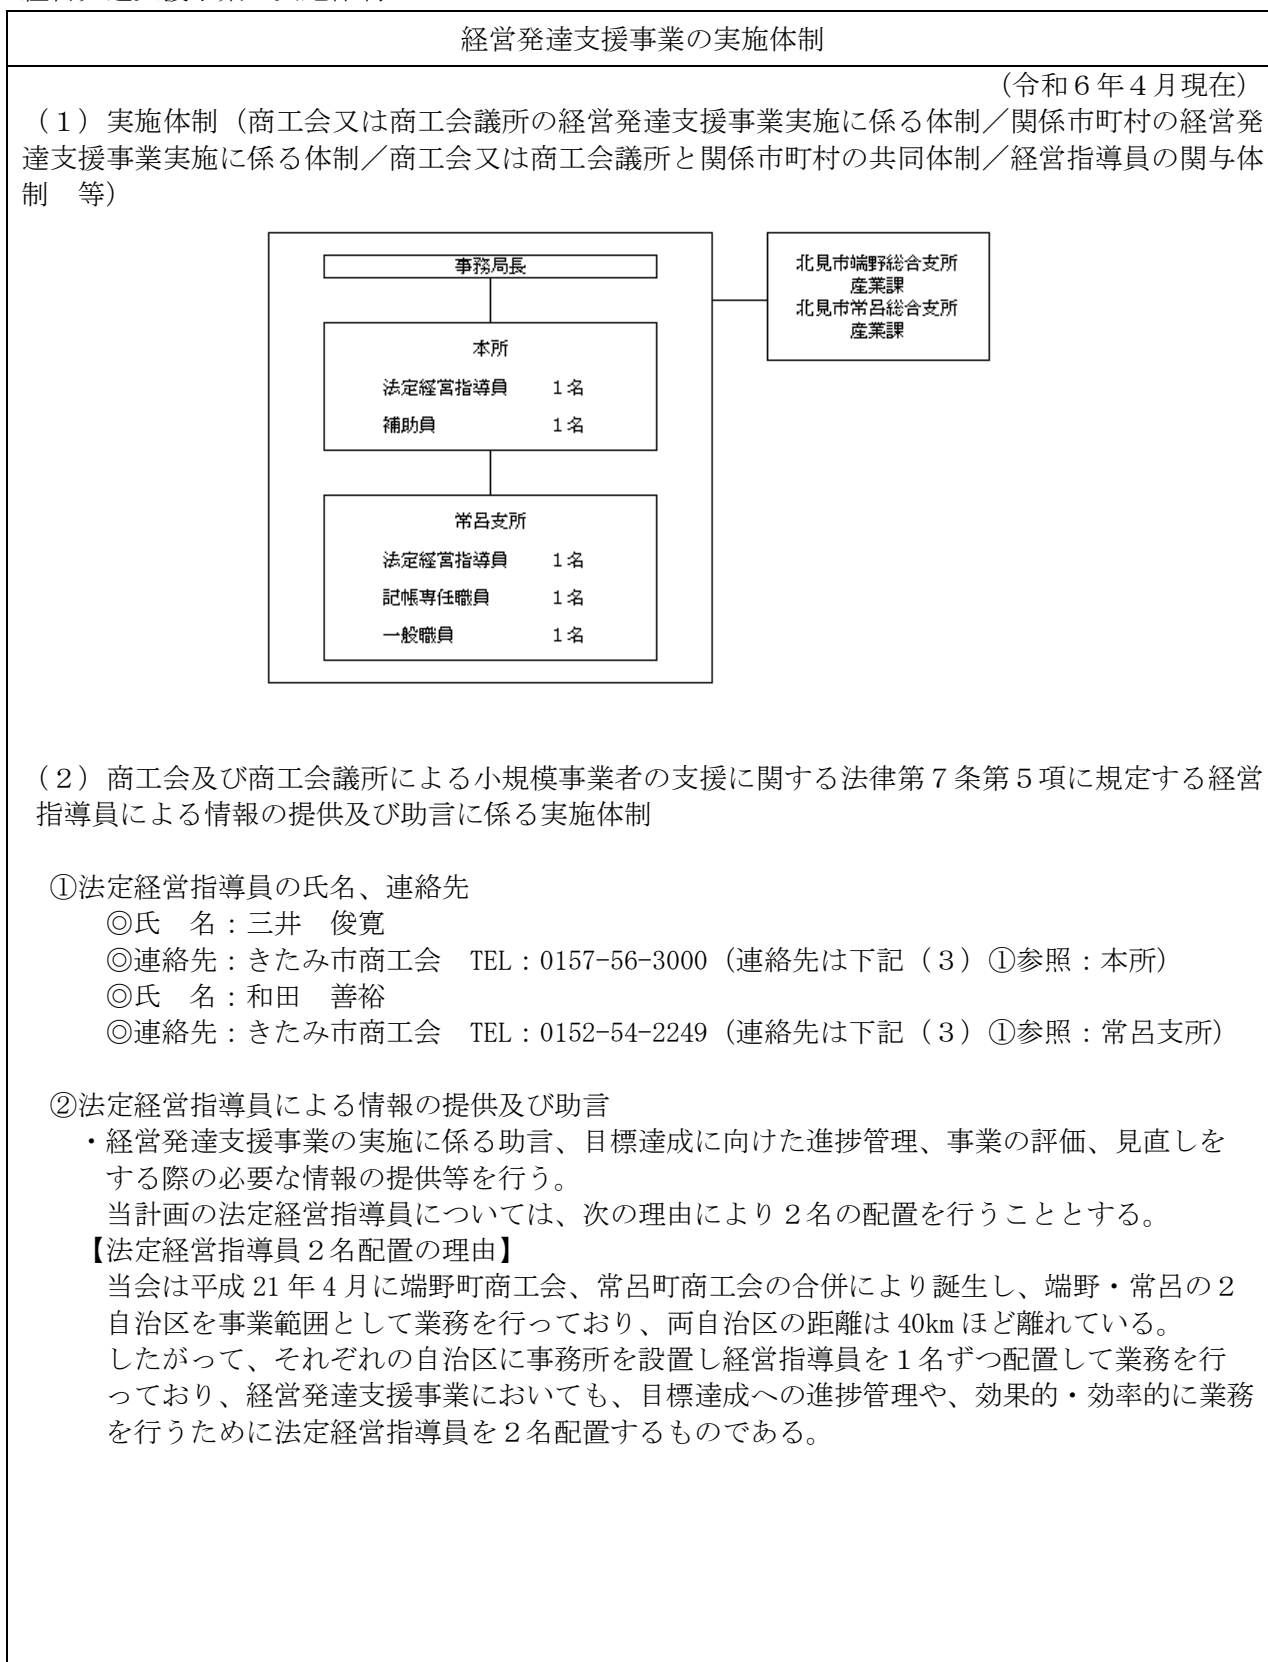 経営発達支援事業の実施体制
（令和６年４月現在）
（１）実施体制（商工会又は商工会議所の経営発達支援事業実施に係る体制／関係市町村の経営発
達支援事業実施に係る体制／商工会又は商工会議所と関係市町村の共同体制／経営指導員の関与体
制　等）
事務局長
本所
法定経営指導員　１名
補助員　１名
常呂支所
法定経営指導員　１名
記帳専任職員　１名
一般職員　１名
北見市端野総合支所
産業課
北見市常呂総合支所
産業課
（２）商工会及び商工会議所による小規模事業者の支援に関する法律第７条第５項に規定する経営
指導員による情報の提供及び助言に係る実施体制
①法定経営指導員の氏名、連絡先
◎氏　名：三井　俊寛
◎連絡先：きたみ市商工会　TEL：0157-56-3000（連絡先は下記（３）①参照：本所）
◎氏　名：和田　善裕
◎連絡先：きたみ市商工会　TEL：0152-54-2249（連絡先は下記（３）①参照：常呂支所）
②法定経営指導員による情報の提供及び助言
・経営発達支援事業の実施に係る助言、目標達成に向けた進捗管理、事業の評価、見直しを
する際の必要な情報の提供等を行う。
当計画の法定経営指導員については、次の理由により２名の配置を行うこととする。
【法定経営指導員２名配置の理由】
当会は平成 21 年 4 月に端野町商工会、常呂町商工会の合併により誕生し、端野・常呂の２
自治区を事業範囲として業務を行っており、両自治区の距離は 40km ほど離れている。
したがって、それぞれの自治区に事務所を設置し経営指導員を１名ずつ配置して業務を行
っており、経営発達支援事業においても、目標達成への進捗管理や、効果的・効率的に業務
を行うために法定経営指導員を２名配置するものである。